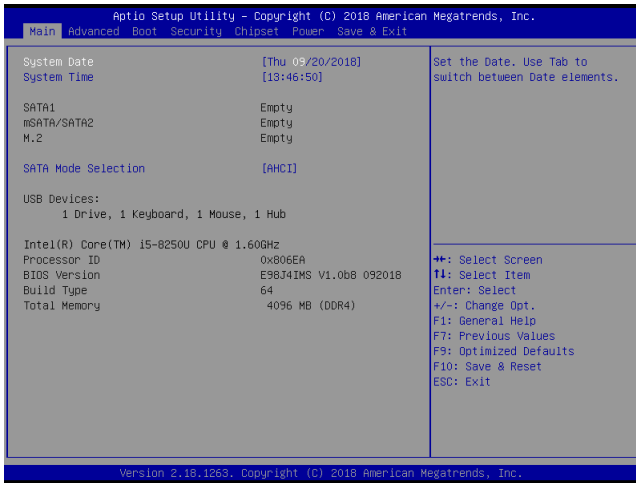 Aptio Setup Utility – Copyright (C) 2018 American Megatrends, Inc.
Main Advanced Boot Security Chipset Power Save & Exit
System Date [Thu 09/20/2018]
System Time [13:46:50]
SATA1 Empty
mSATA/SATA2 Empty
M.2 Empty
SATA Mode Selection [AHCI]
USB Devices:
1 Drive, 1 Keyboard, 1 Mouse, 1 Hub
Intel(R) Core(TM) i5-8250U CPU @ 1.60GHz
Processor ID 0x806EA
BIOS Version E98J4IMS V1.0b8 092018
Build Type 64
Total Memory 4096 MB (DDR4)
Set the Date. Use Tab to
switch between Date elements.
→←: Select Screen
↑↓: Select Item
Enter: Select
+/-: Change Opt.
F1: General Help
F7: Previous Values
F9: Optimized Defaults
F10: Save & Reset
ESC: Exit
Version 2.18.1263. Copyright (C) 2018 American Megatrends, Inc.